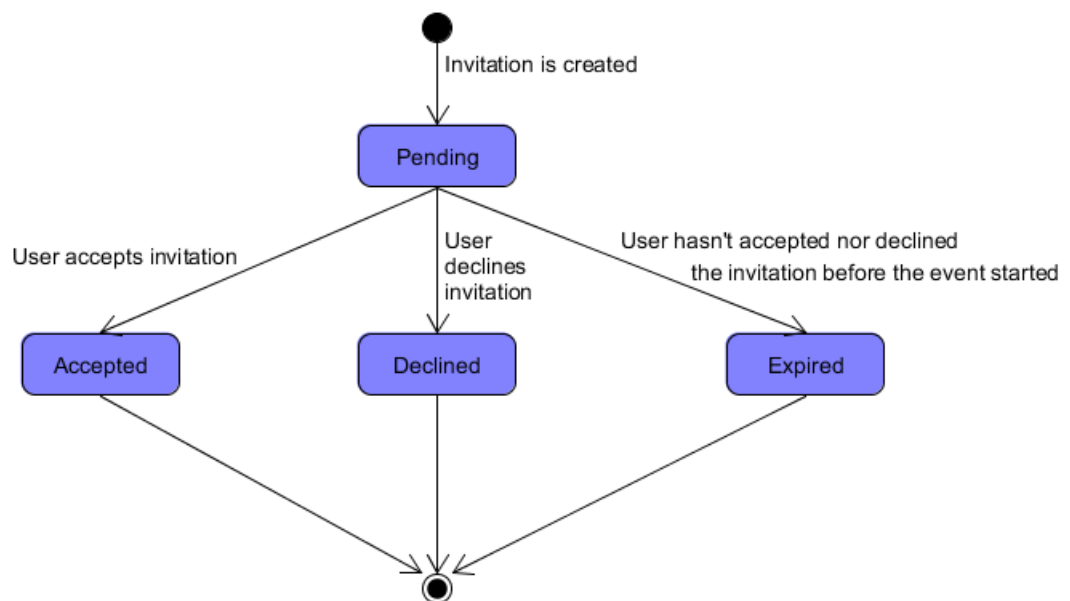 Invitation is created
Pending
User accepts invitation
User
declines
invitation
User hasn't accepted nor declined
the invitation before the event started
Accepted
Declined
Expired